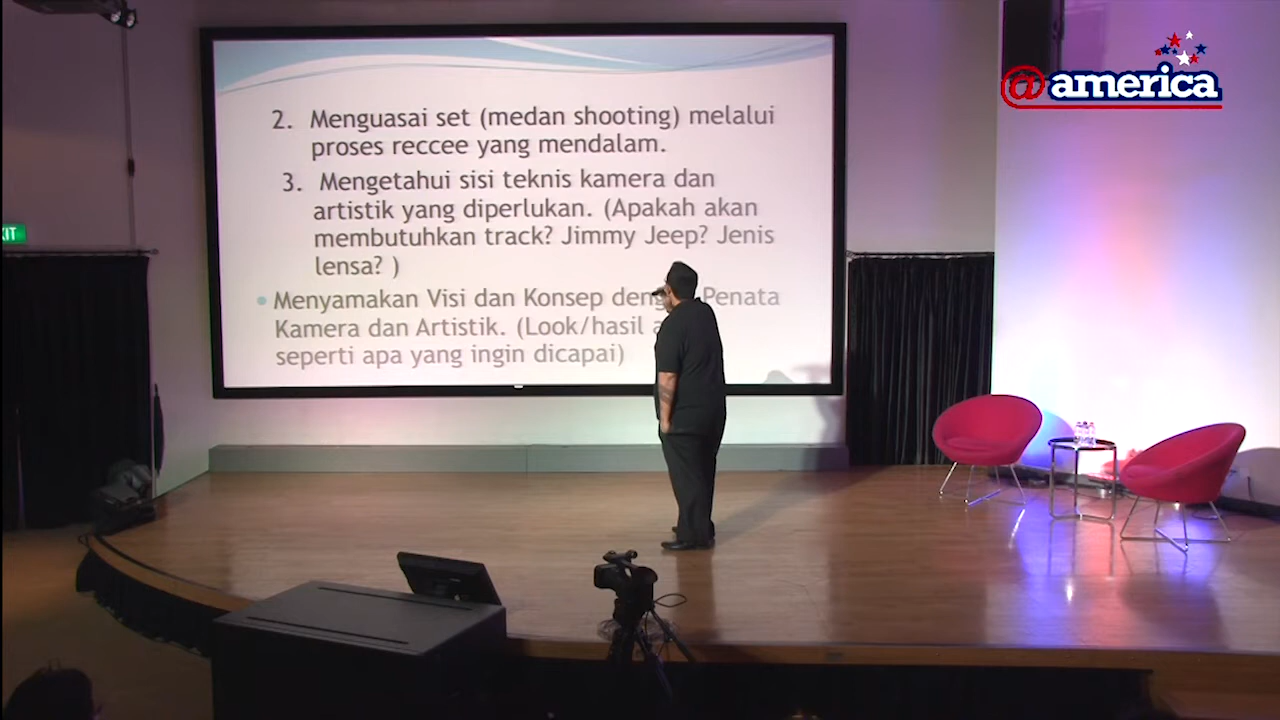 @america
2. Menguasai set (medan shooting) melalui
proses reccee yang mendalam.
3. Mengetahui sisi teknis kamera dan
artistik yang diperlukan. (Apakah akan
membutuhkan track? Jimmy Jeep? Jenis
lensa? )
• Menyamakan Visi dan Konsep Penata
Kamera dan Artistik. (Look/hasil
seperti apa yang ingin dicapai)